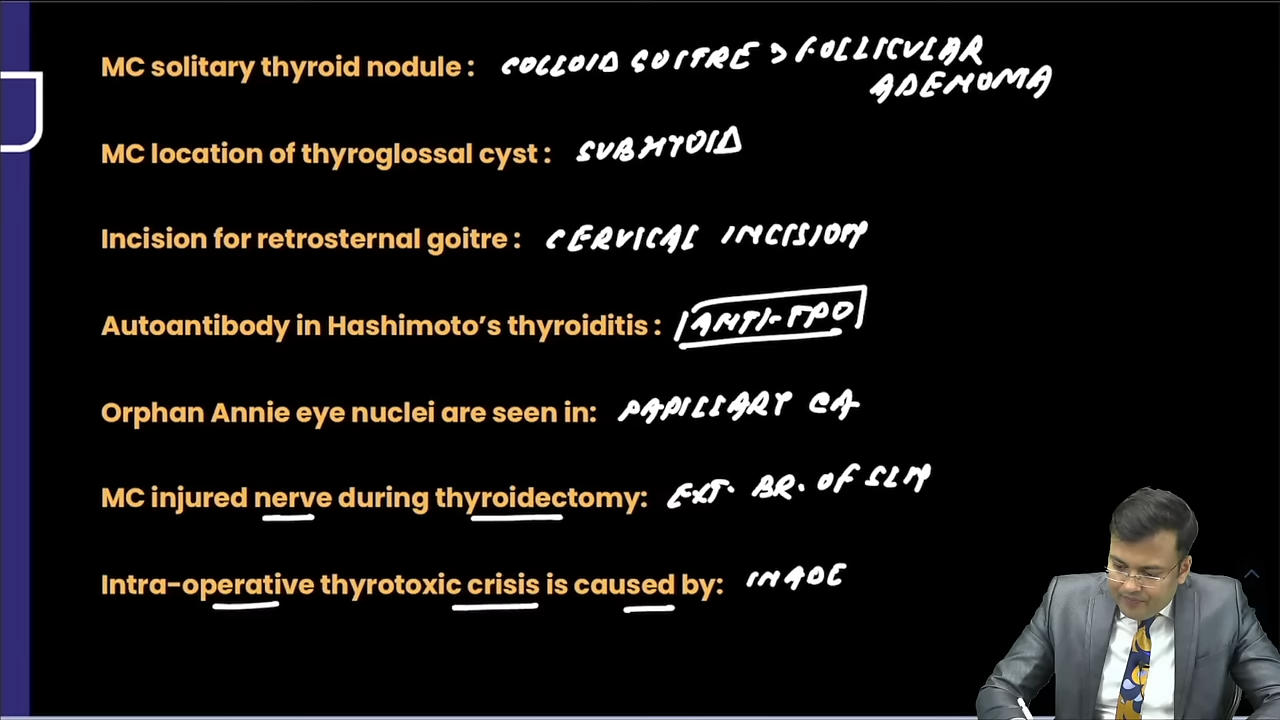 MC solitary thyroid nodule : COLLOID GOITRE > FOLLICULAR
ADENOMA
MC location of thyroglossal cyst : SUBHYOID
Incision for retrosternal goitre : CERVICAL INCISION
Autoantibody in Hashimoto’s thyroiditis : ANTI-TPO
Orphan Annie eye nuclei are seen in: PAPILLARY CA
MC injured nerve during thyroidectomy: EXT. BR. OF SLN
Intra-operative thyrotoxic crisis is caused by: INADE